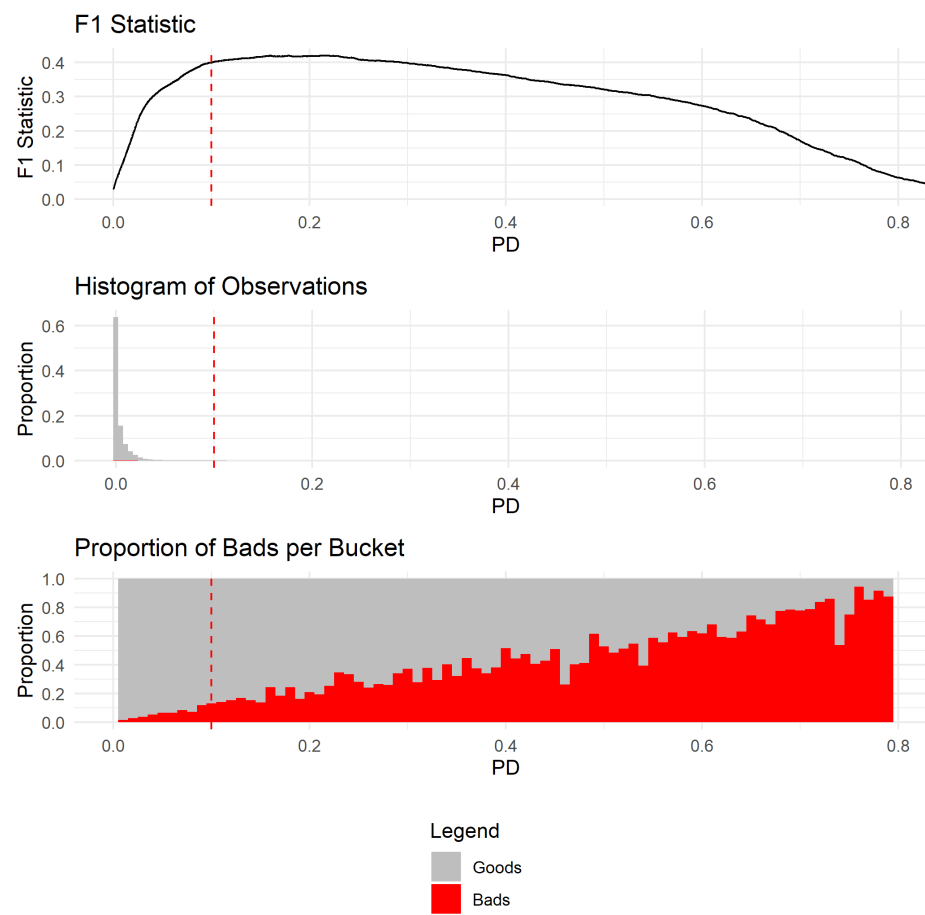 F1 Statistic
F1 Statistic
0.4
0.3
0.2
0.1
0.0
0.0 0.2 0.4 0.6 0.8
PD
Histogram of Observations
Proportion
0.6
0.4
0.2
0.0
0.0 0.2 0.4 0.6 0.8
PD
Proportion of Bads per Bucket
Proportion
1.0
0.8
0.6
0.4
0.2
0.0
0.0 0.2 0.4 0.6 0.8
PD
Legend
Goods
Bads